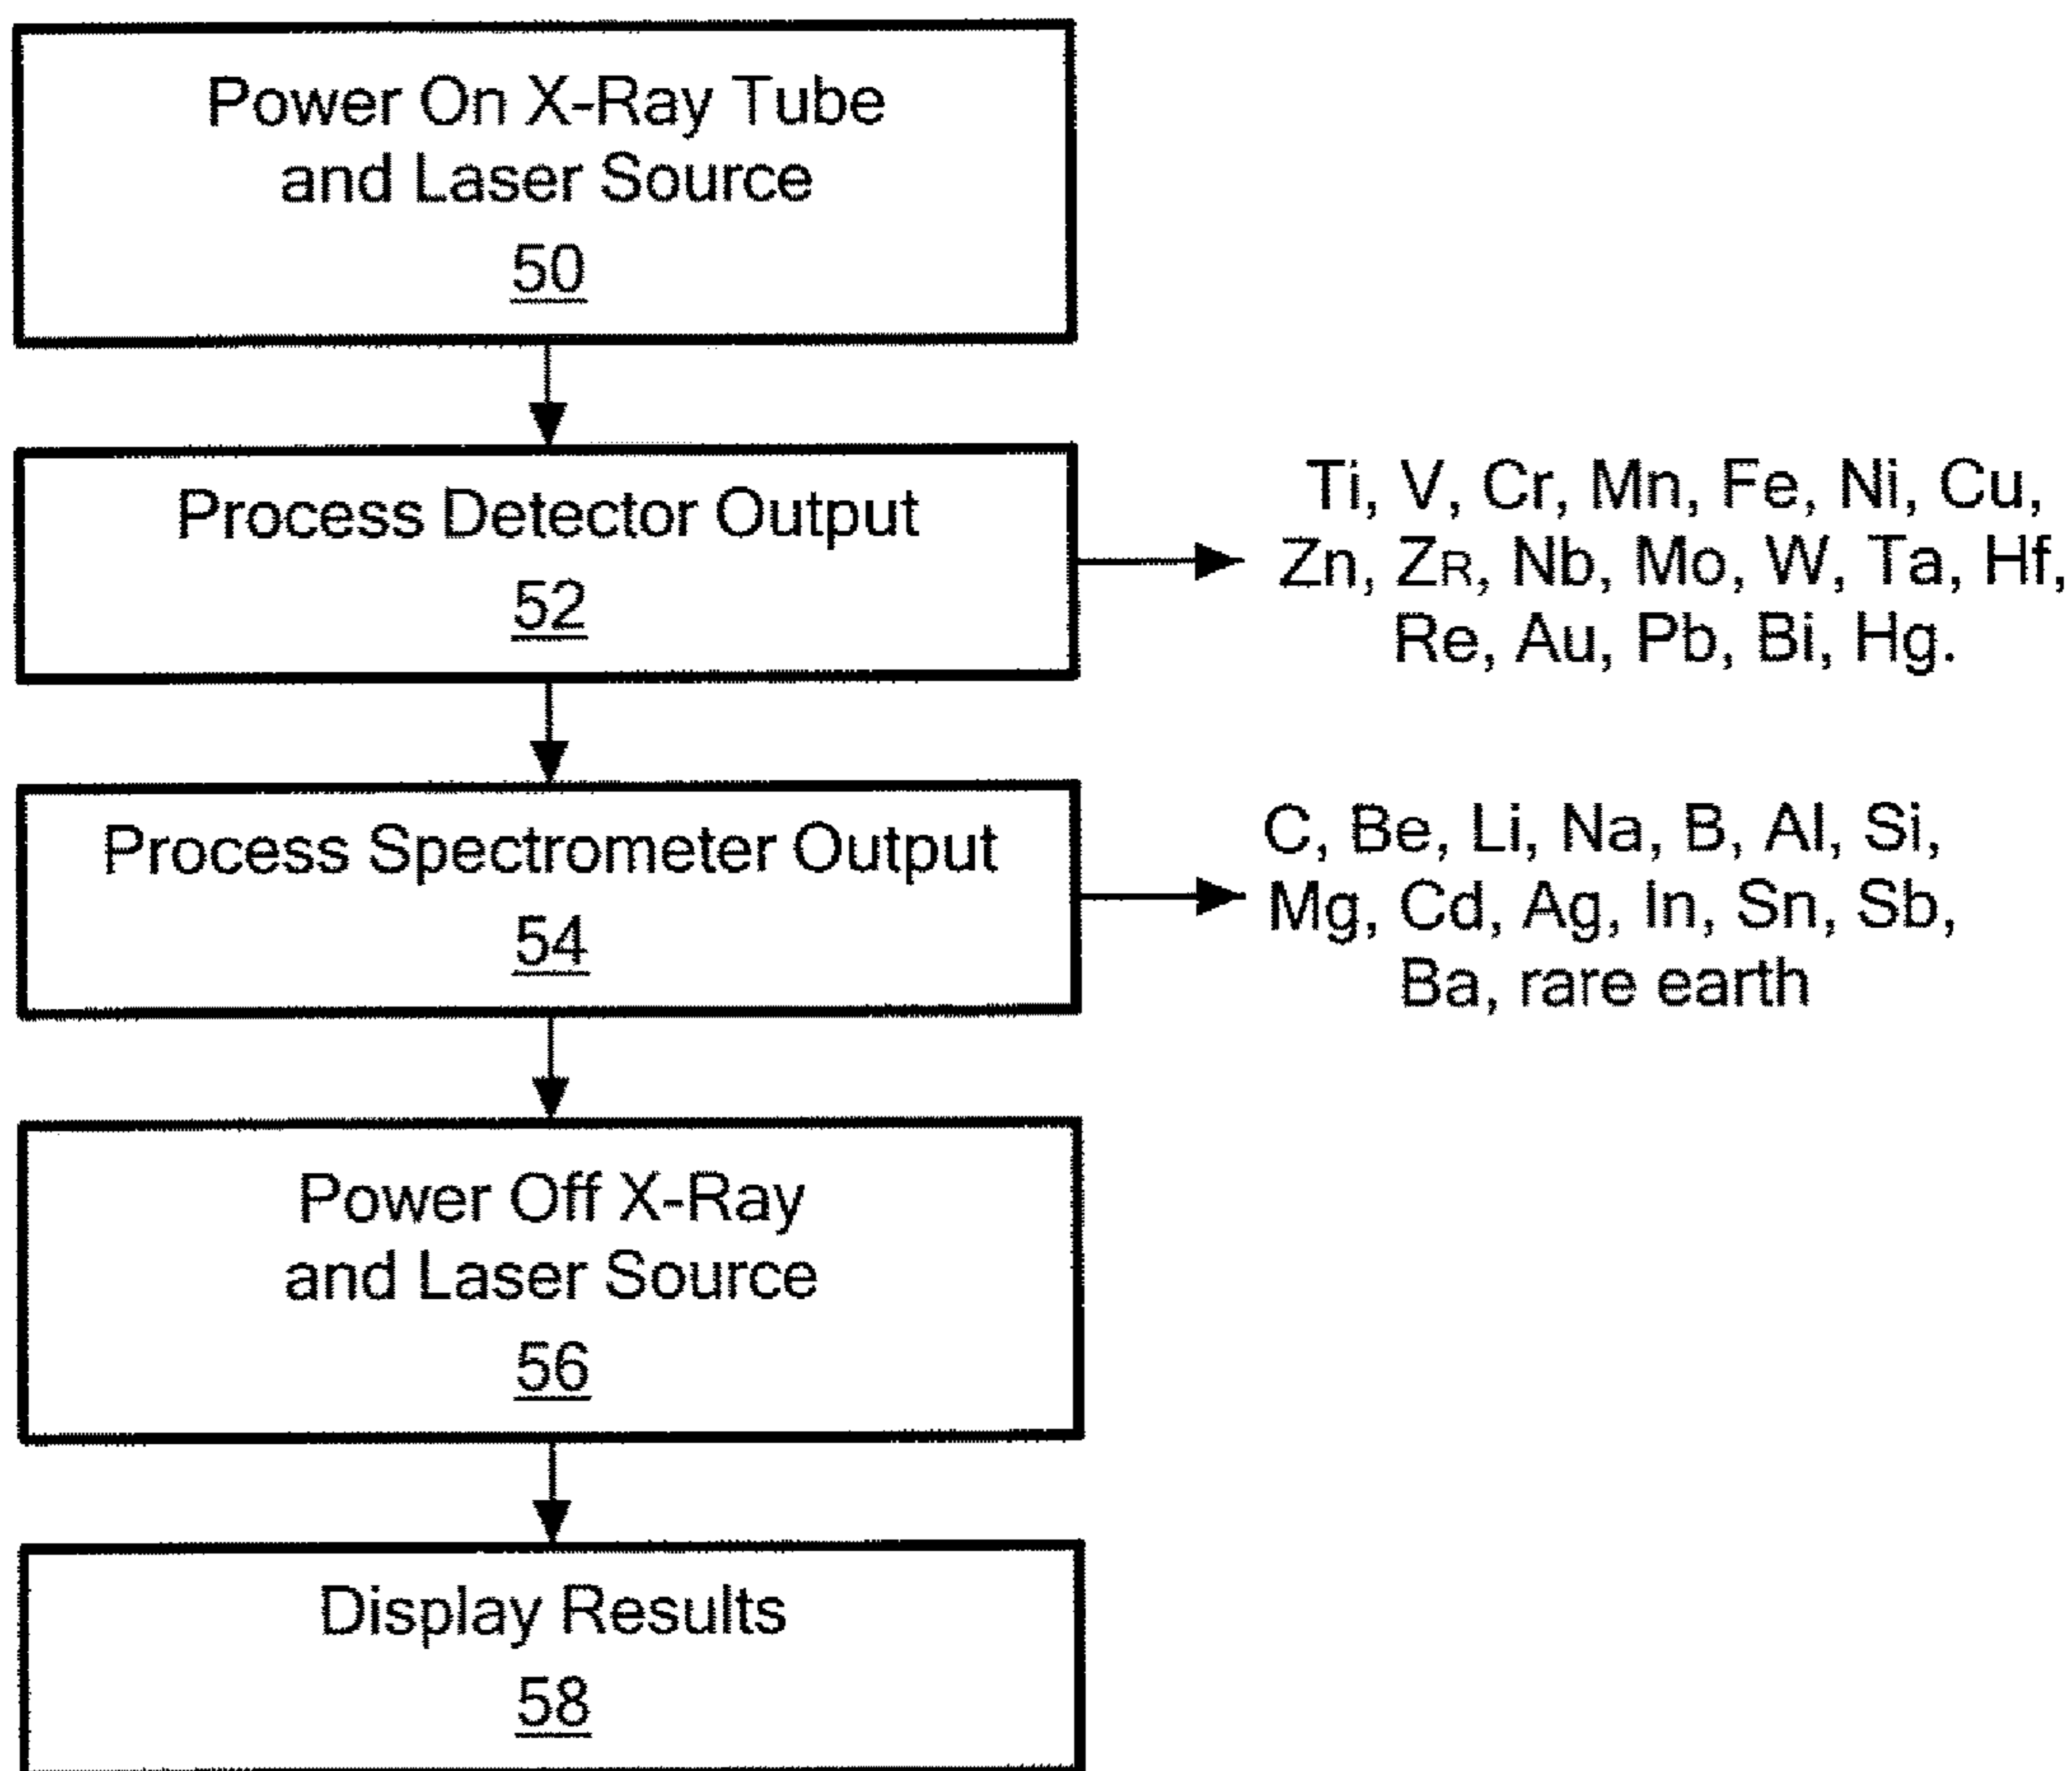 Power On X-Ray Tube
and Laser Source
50
Process Detector Output
52
Ti, V, Cr, Mn, Fe, Ni, Cu,
Zn, ZR, Nb, Mo, W, Ta, Hf,
Re, Au, Pb, Bi, Hg.
Process Spectrometer Output
54
C, Be, Li, Na, B, Al, Si,
Mg, Cd, Ag, In, Sn, Sb,
Ba, rare earth
Power Off X-Ray
and Laser Source
56
Display Results
58